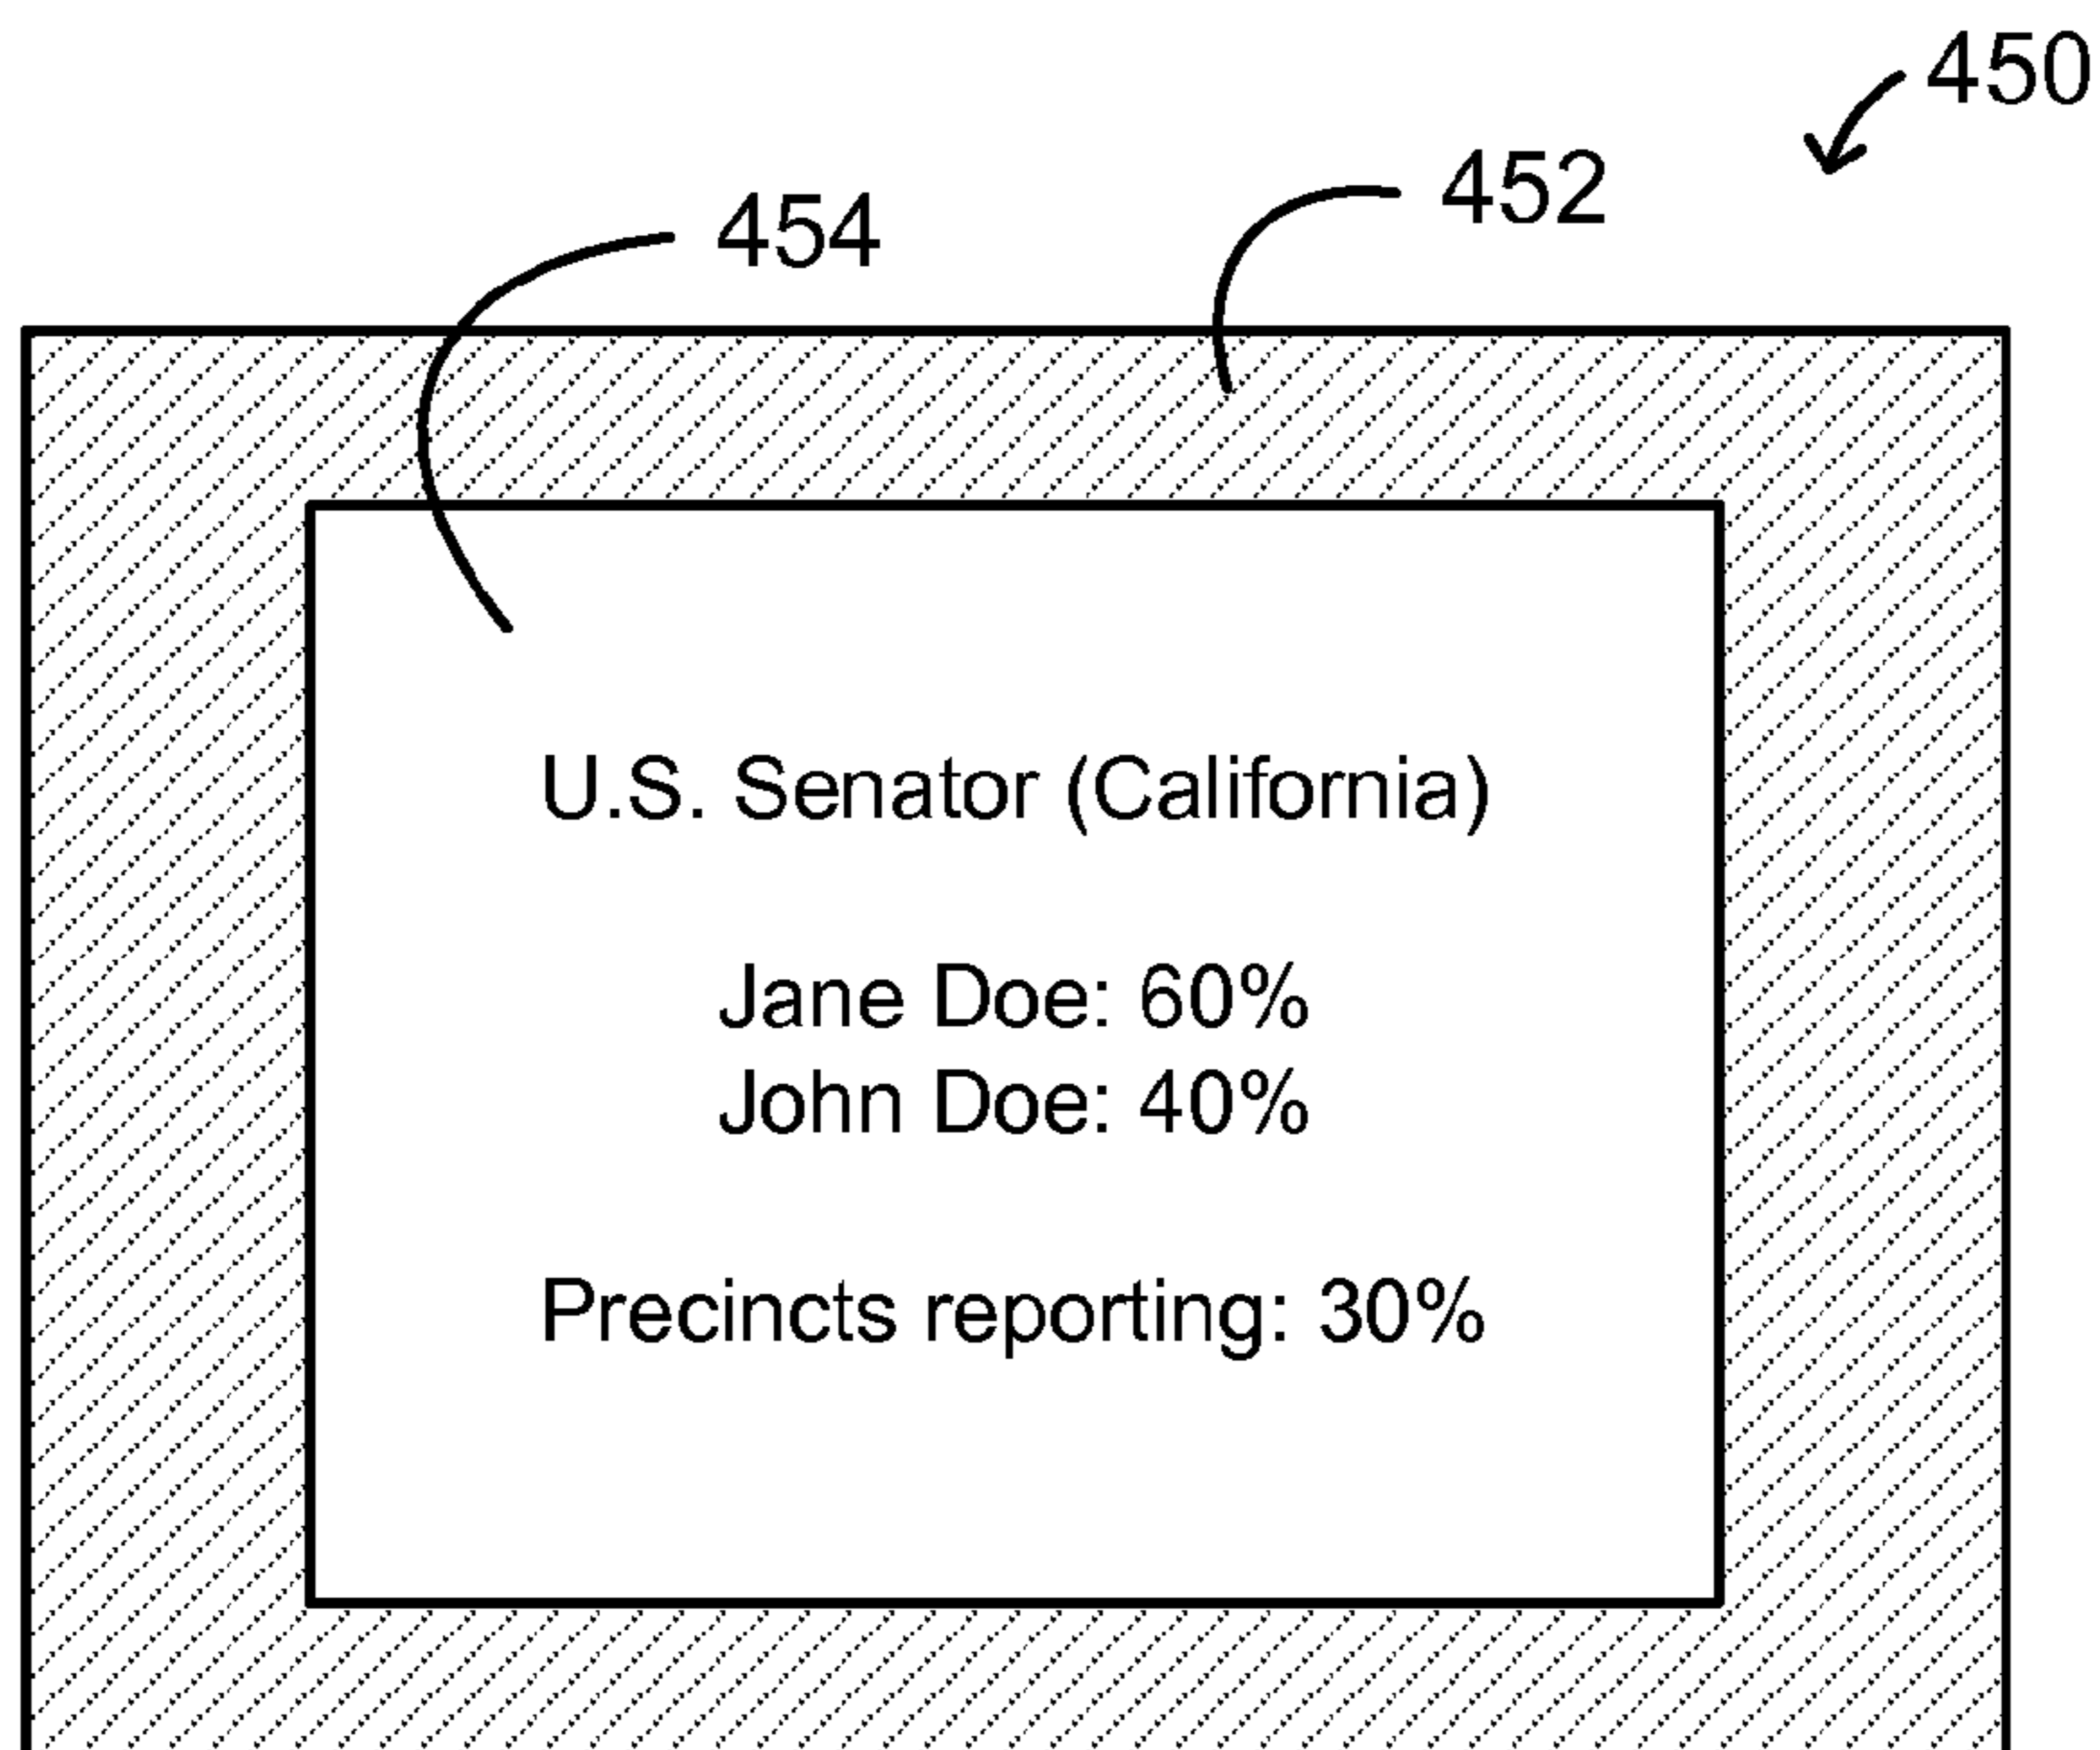 450
452
454
U.S. Senator (California)
Jane Doe: 60%
John Doe: 40%
Precincts reporting: 30%